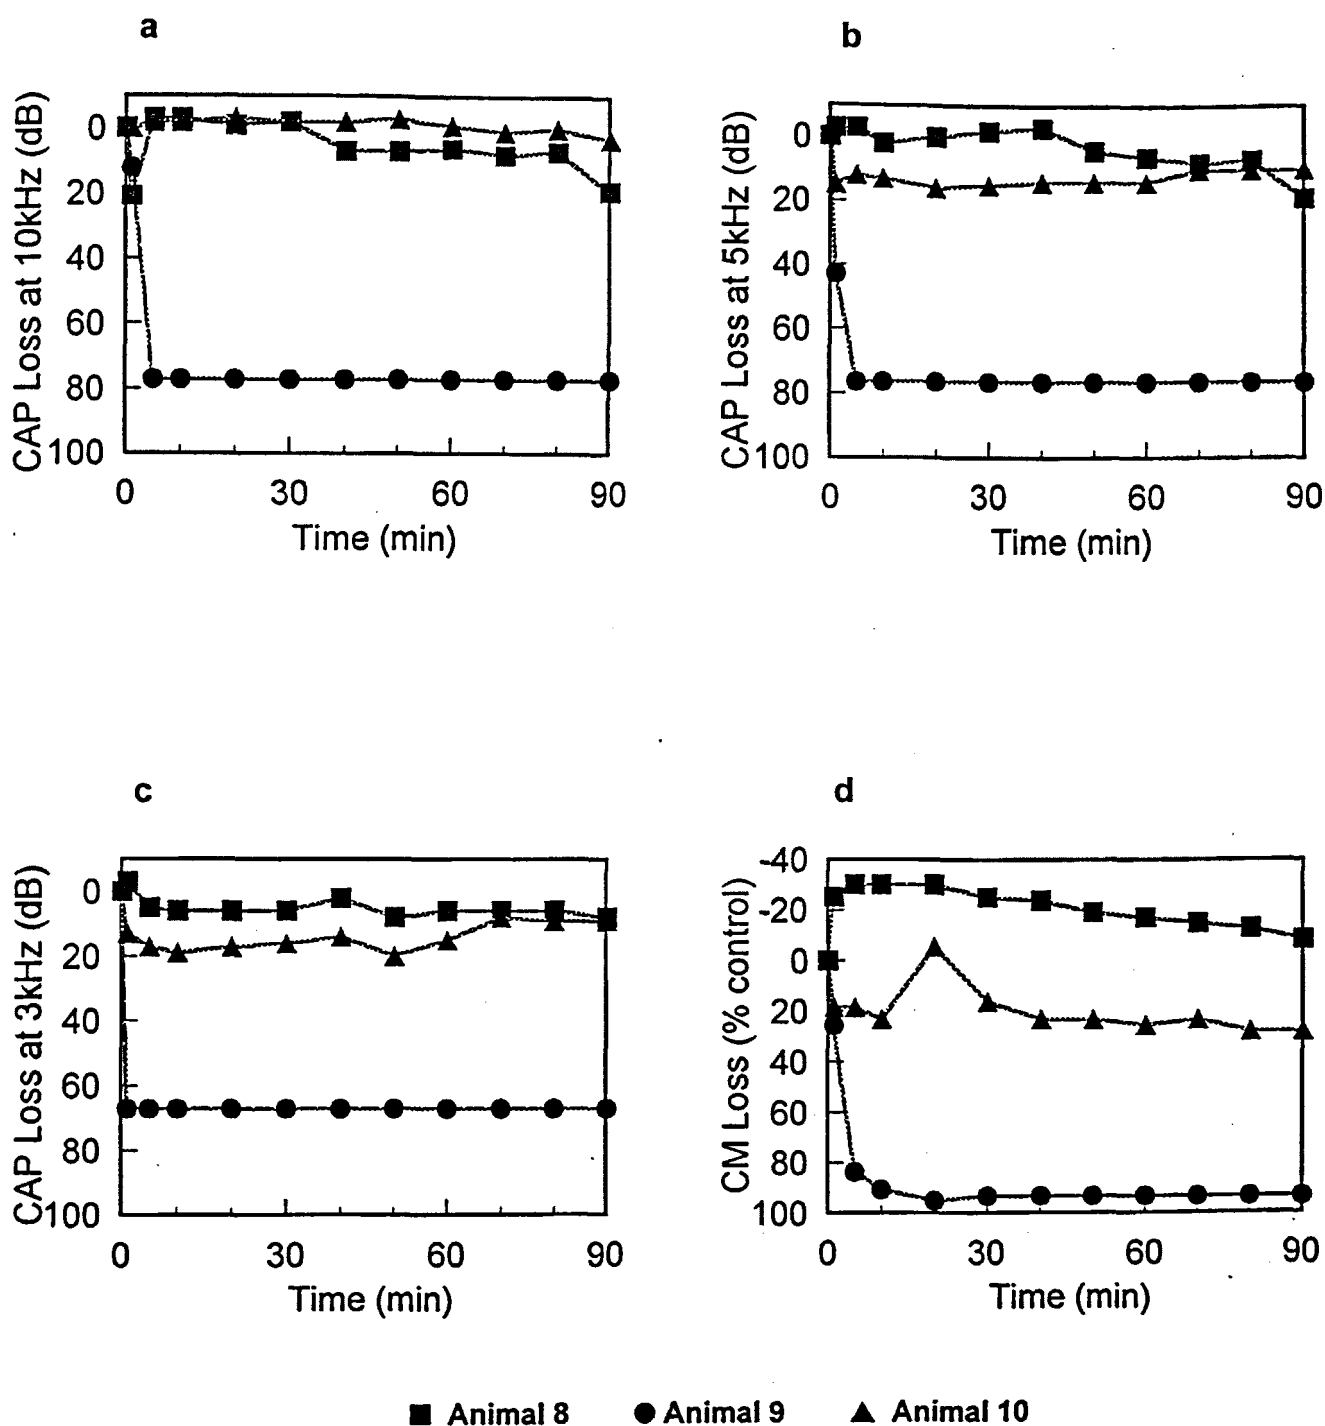 a
CAP Loss at 10kHz (dB)
0
20
40
60
80
100
0 30 60 90
Time (min)
b
CAP Loss at 5kHz (dB)
0
20
40
60
80
100
0 30 60 90
Time (min)
c
CAP Loss at 3kHz (dB)
0
20
40
60
80
100
0 30 60 90
Time (min)
d
CM Loss (% control)
-40
-20
0
20
40
60
80
100
0 30 60 90
Time (min)
Animal 8 Animal 9 Animal 10